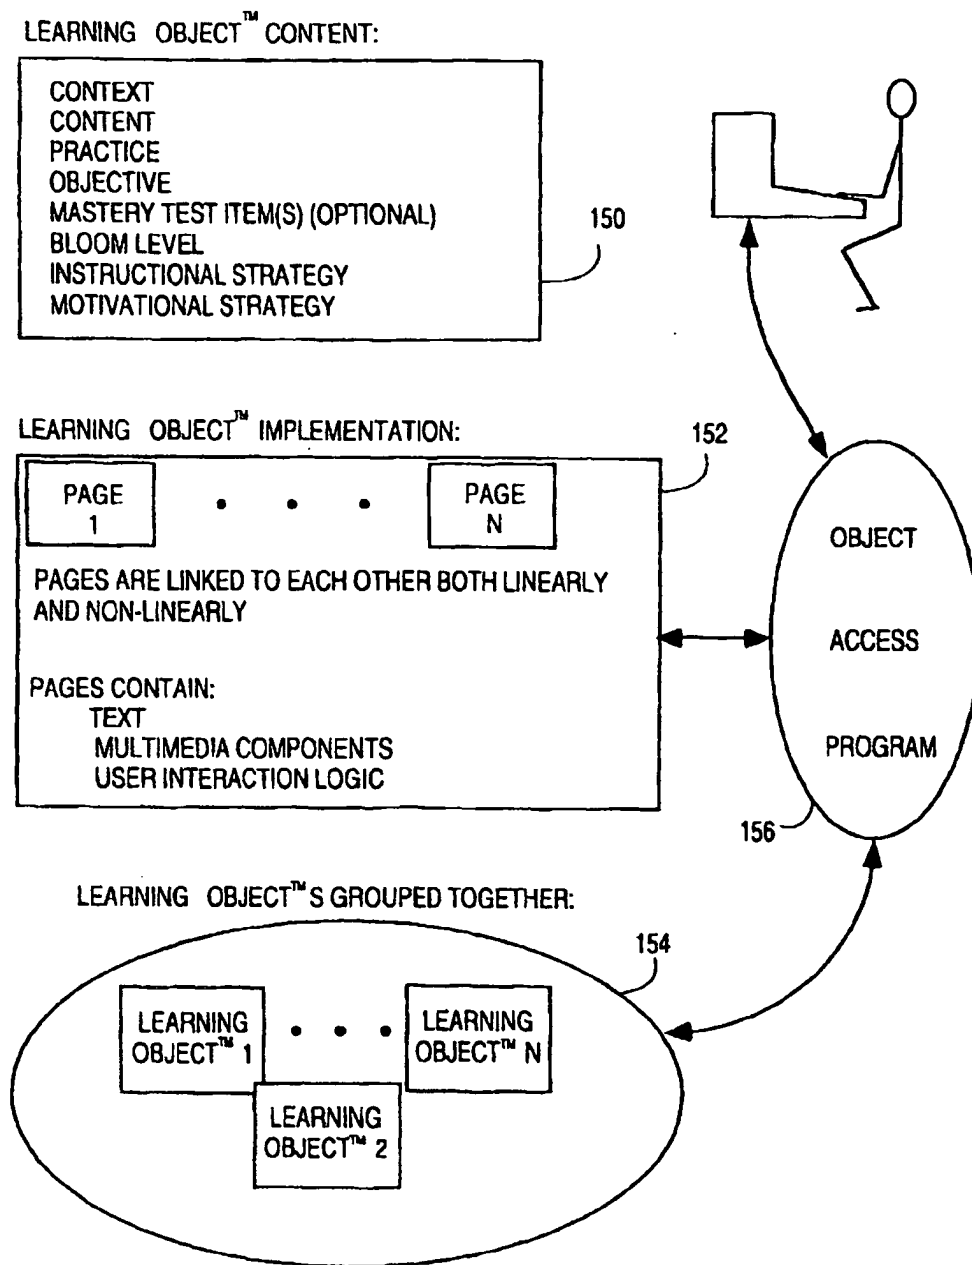 LEARNING OBJECT™ CONTENT:
CONTEXT
CONTENT
PRACTICE
OBJECTIVE
MASTERY TEST ITEM(S) (OPTIONAL)
BLOOM LEVEL
INSTRUCTIONAL STRATEGY
MOTIVATIONAL STRATEGY
150
LEARNING OBJECT™ IMPLEMENTATION:
152
PAGE
1
PAGE
N
PAGES ARE LINKED TO EACH OTHER BOTH LINEARLY
AND NON-LINEARLY
PAGES CONTAIN:
TEXT
MULTIMEDIA COMPONENTS
USER INTERACTION LOGIC
OBJECT
ACCESS
PROGRAM
156
LEARNING OBJECT™S GROUPED TOGETHER:
154
LEARNING
OBJECT™ 1
LEARNING
OBJECT™ N
LEARNING
OBJECT™ 2